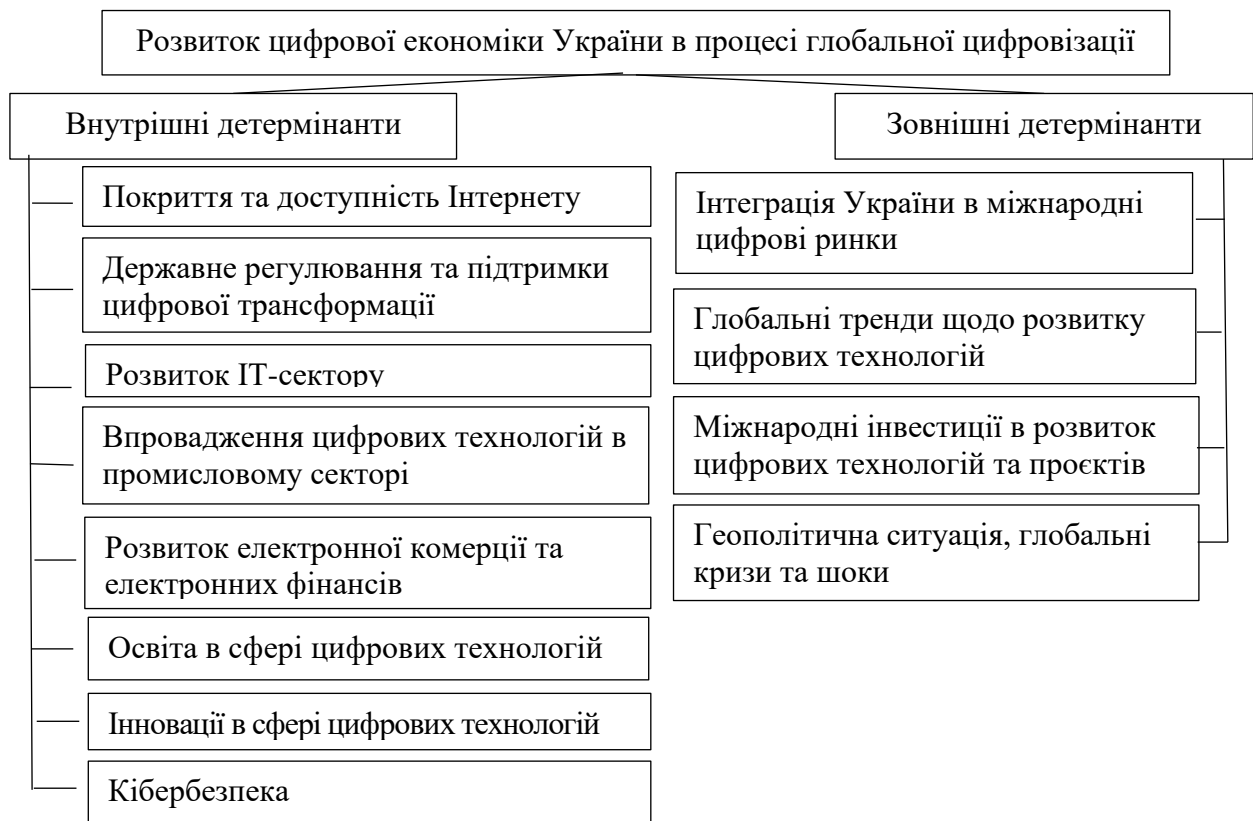 Розвиток цифрової економіки України в процесі глобальної цифровізації
Внутрішні детермінанти
Покриття та доступність Інтернету
Державне регулювання та підтримки
цифрової трансформації
Розвиток ІТ-сектору
Впровадження цифрових технологій в
промисловому секторі
Розвиток електронної комерції та
електронних фінансів
Освіта в сфері цифрових технологій
Інновації в сфері цифрових технологій
Кібербезпека
Зовнішні детермінанти
Інтеграція України в міжнародні
цифрові ринки
Глобальні тренди щодо розвитку
цифрових технологій
Міжнародні інвестиції в розвиток
цифрових технологій та проєктів
Геополітична ситуація, глобальні
кризи та шоки